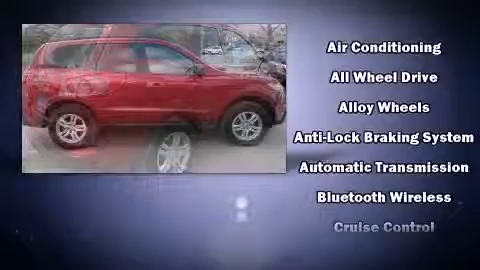 Air Conditioning
All Wheel Drive
Alloy Wheels
Anti-Lock Braking System
Automatic Transmission
Bluetooth Wireless
Cruise Control